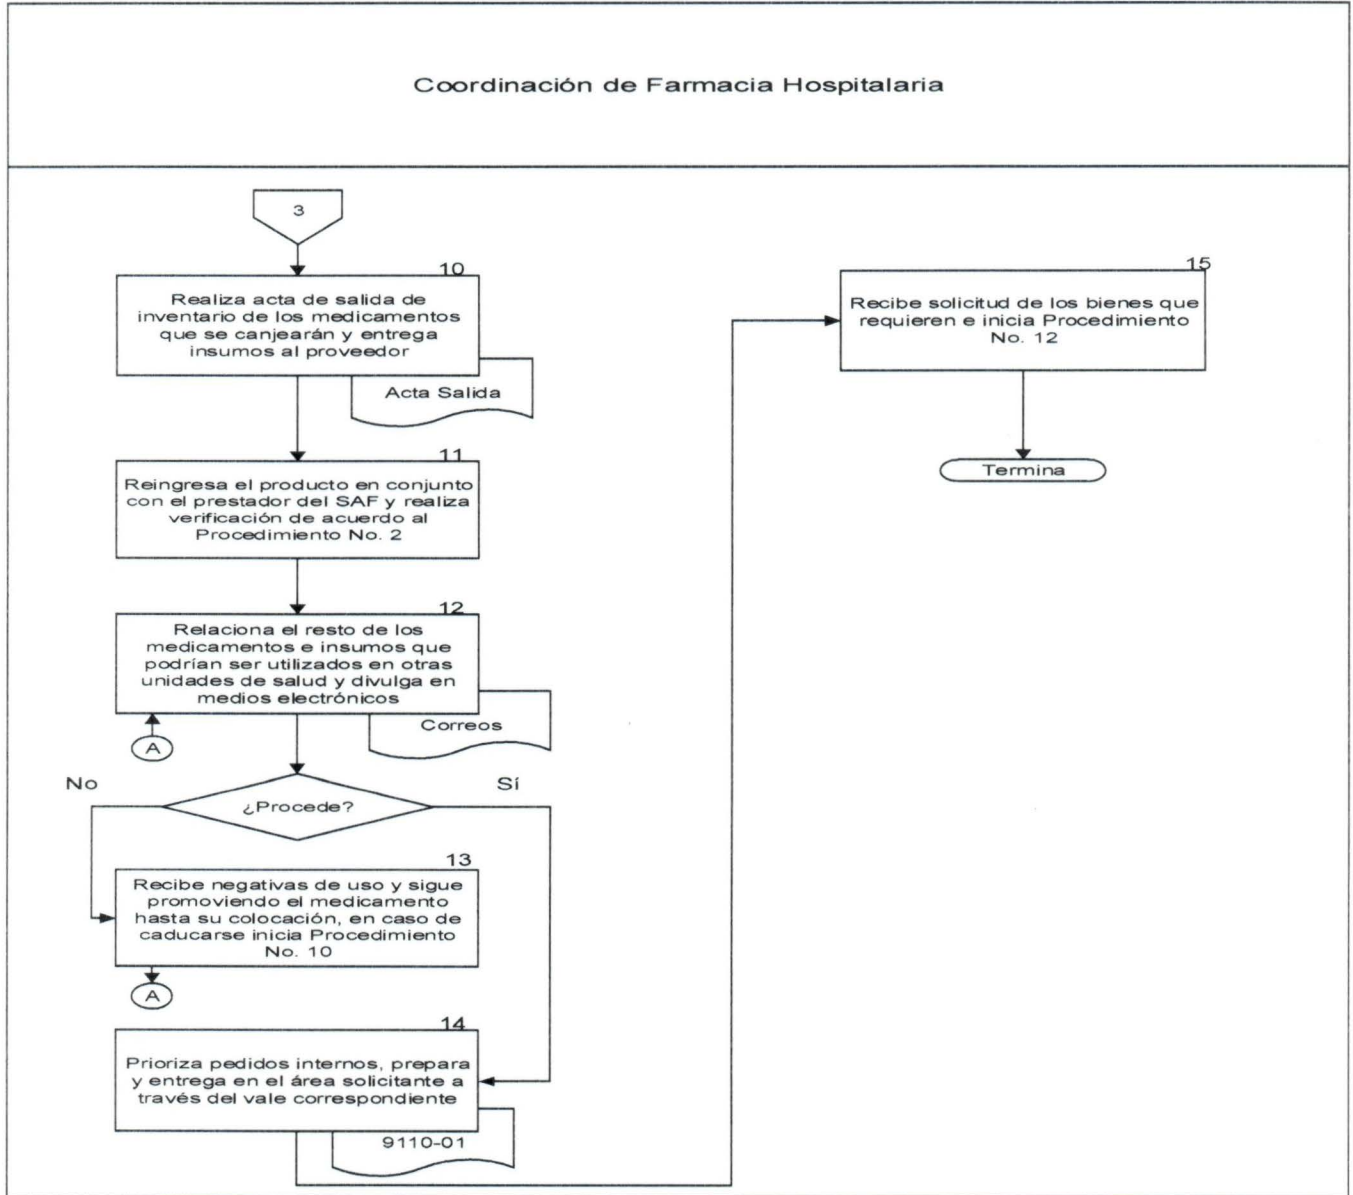 Coordinación de Farmacia Hospitalaria
3
10
Realiza acta de salida de
inventario de los medicamentos
que se canjearán y entrega
insumos al proveedor
Acta Salida
11
Reingresa el producto en conjunto
con el prestador del SAF y realiza
verificación de acuerdo al
Procedimiento No. 2
12
Relaciona el resto de los
medicamentos e insumos que
podrían ser utilizados en otras
unidades de salud y divulga en
medios electrónicos
Correos
A
No
¿Procede?
Sí
13
Recibe negativas de uso y sigue
promoviendo el medicamento
hasta su colocación, en caso de
caducarse inicia Procedimiento
No. 10
A
14
Prioriza pedidos internos, prepara
y entrega en el área solicitante a
través del vale correspondiente
9110-01
15
Recibe solicitud de los bienes que
requieren e inicia Procedimiento
No. 12
Termina